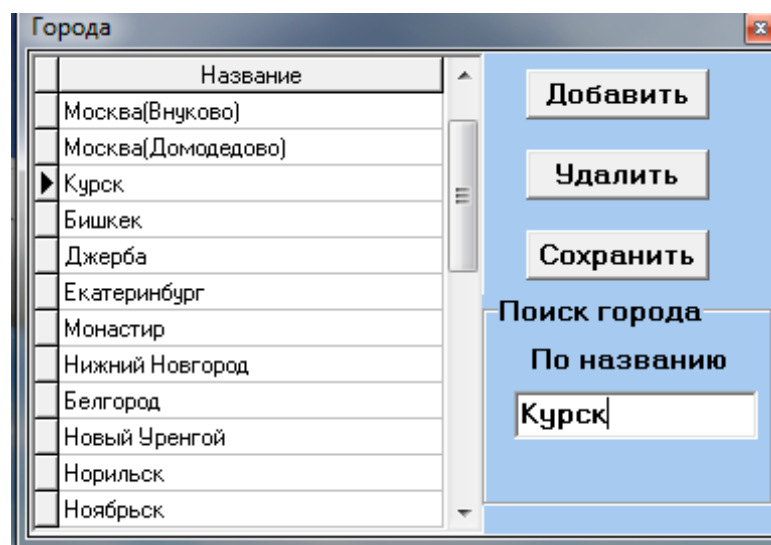 Города
Название
Москва(Внуково)
Москва(Домодедово)
Курск
Бишкек
Джерба
Екатеринбург
Монастир
Нижний Новгород
Белгород
Новый Уренгой
Норильск
Ноябрьск
Добавить
Удалить
Сохранить
Поиск города
По названию
Курск